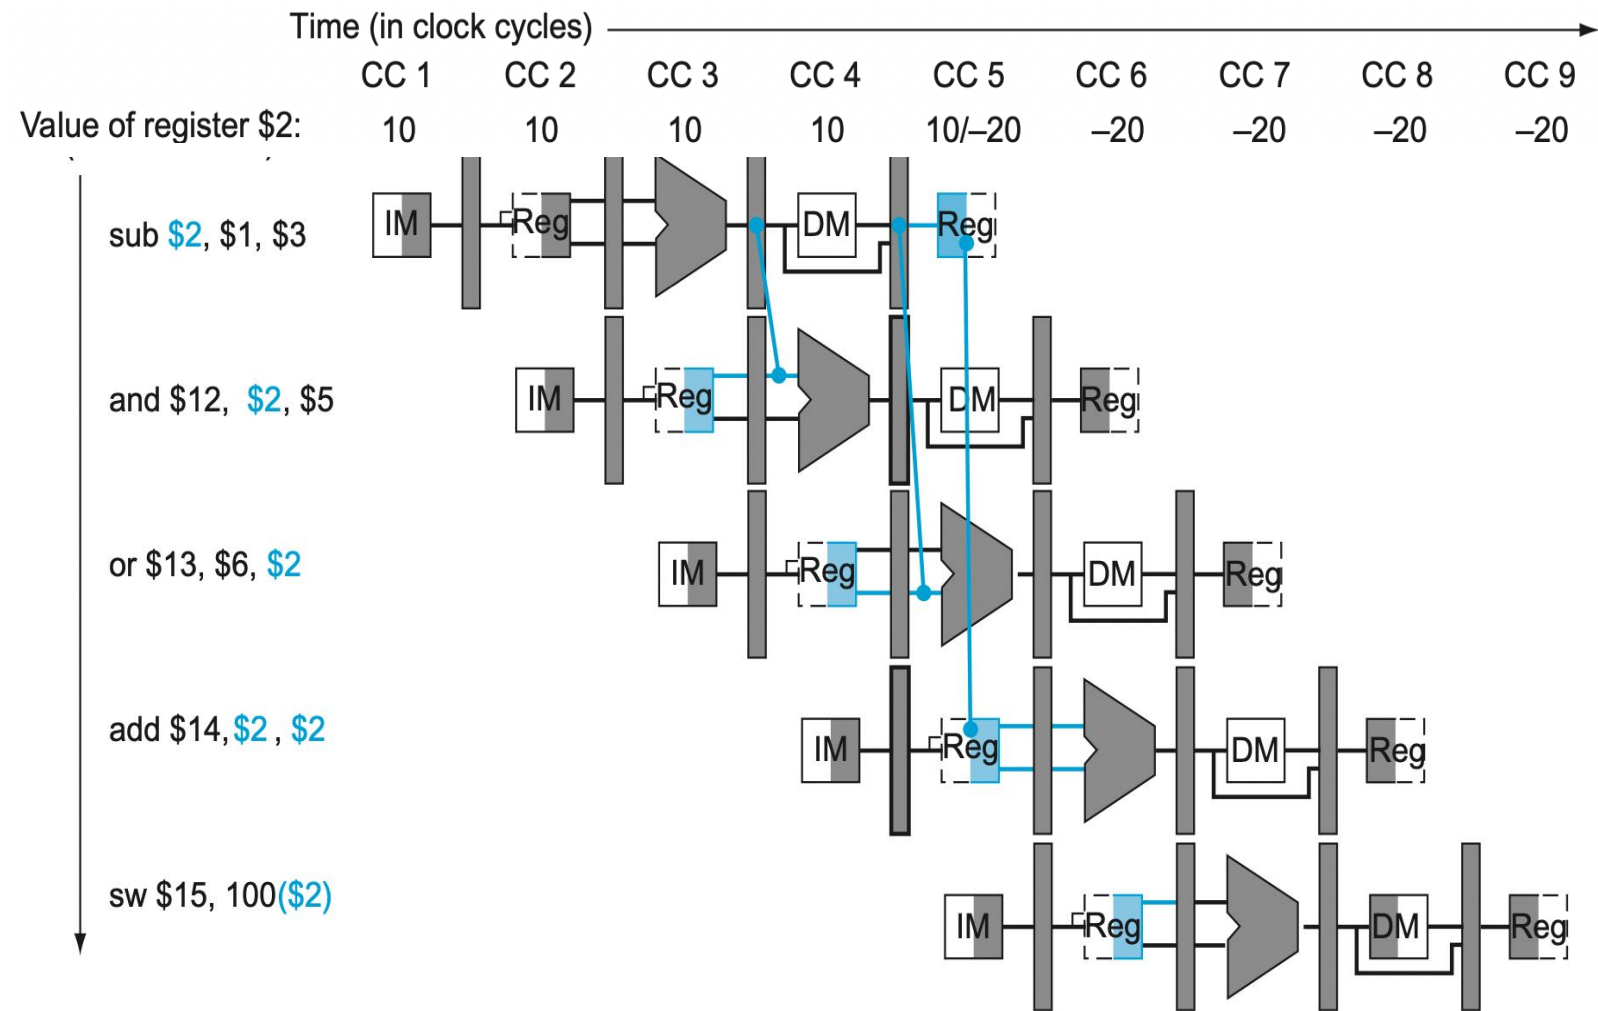 Time (in clock cycles)
CC 1 CC 2 CC 3 CC 4 CC 5 CC 6 CC 7 CC 8 CC 9
Value of register $2: 10 10 10 10 10/–20 –20 –20 –20 –20
sub $2, $1, $3 IM Reg DM Reg
and $12, $2, $5 IM Reg DM Reg
or $13, $6, $2 IM Reg DM Reg
add $14,$2 , $2 IM Reg DM Reg
sw $15, 100($2) IM Reg DM Reg